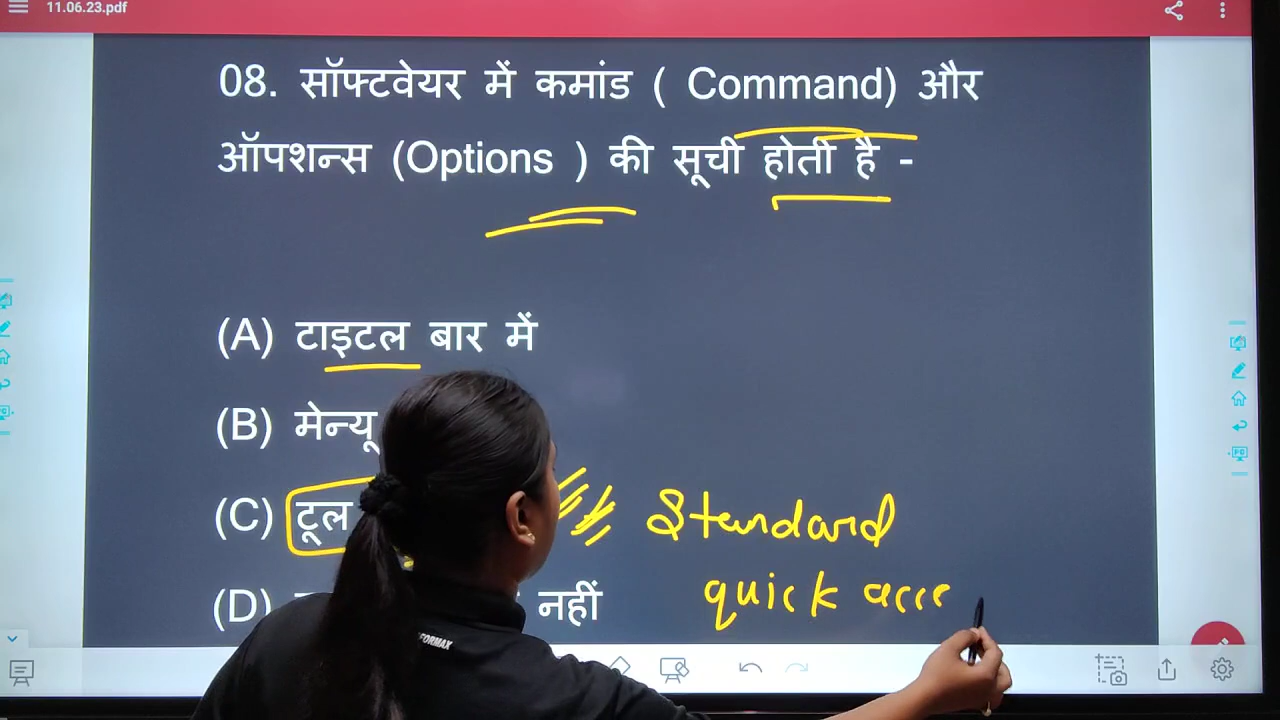 11.06.23.pdf
08. सॉफ्टवेयर में कमांड ( Command) और
ऑपशन्स (Options ) की सूची होती है -
(A) टाइटल बार में
(B) मेन्यू
(C) टूल
Standard
(D) नहीं
quick acce